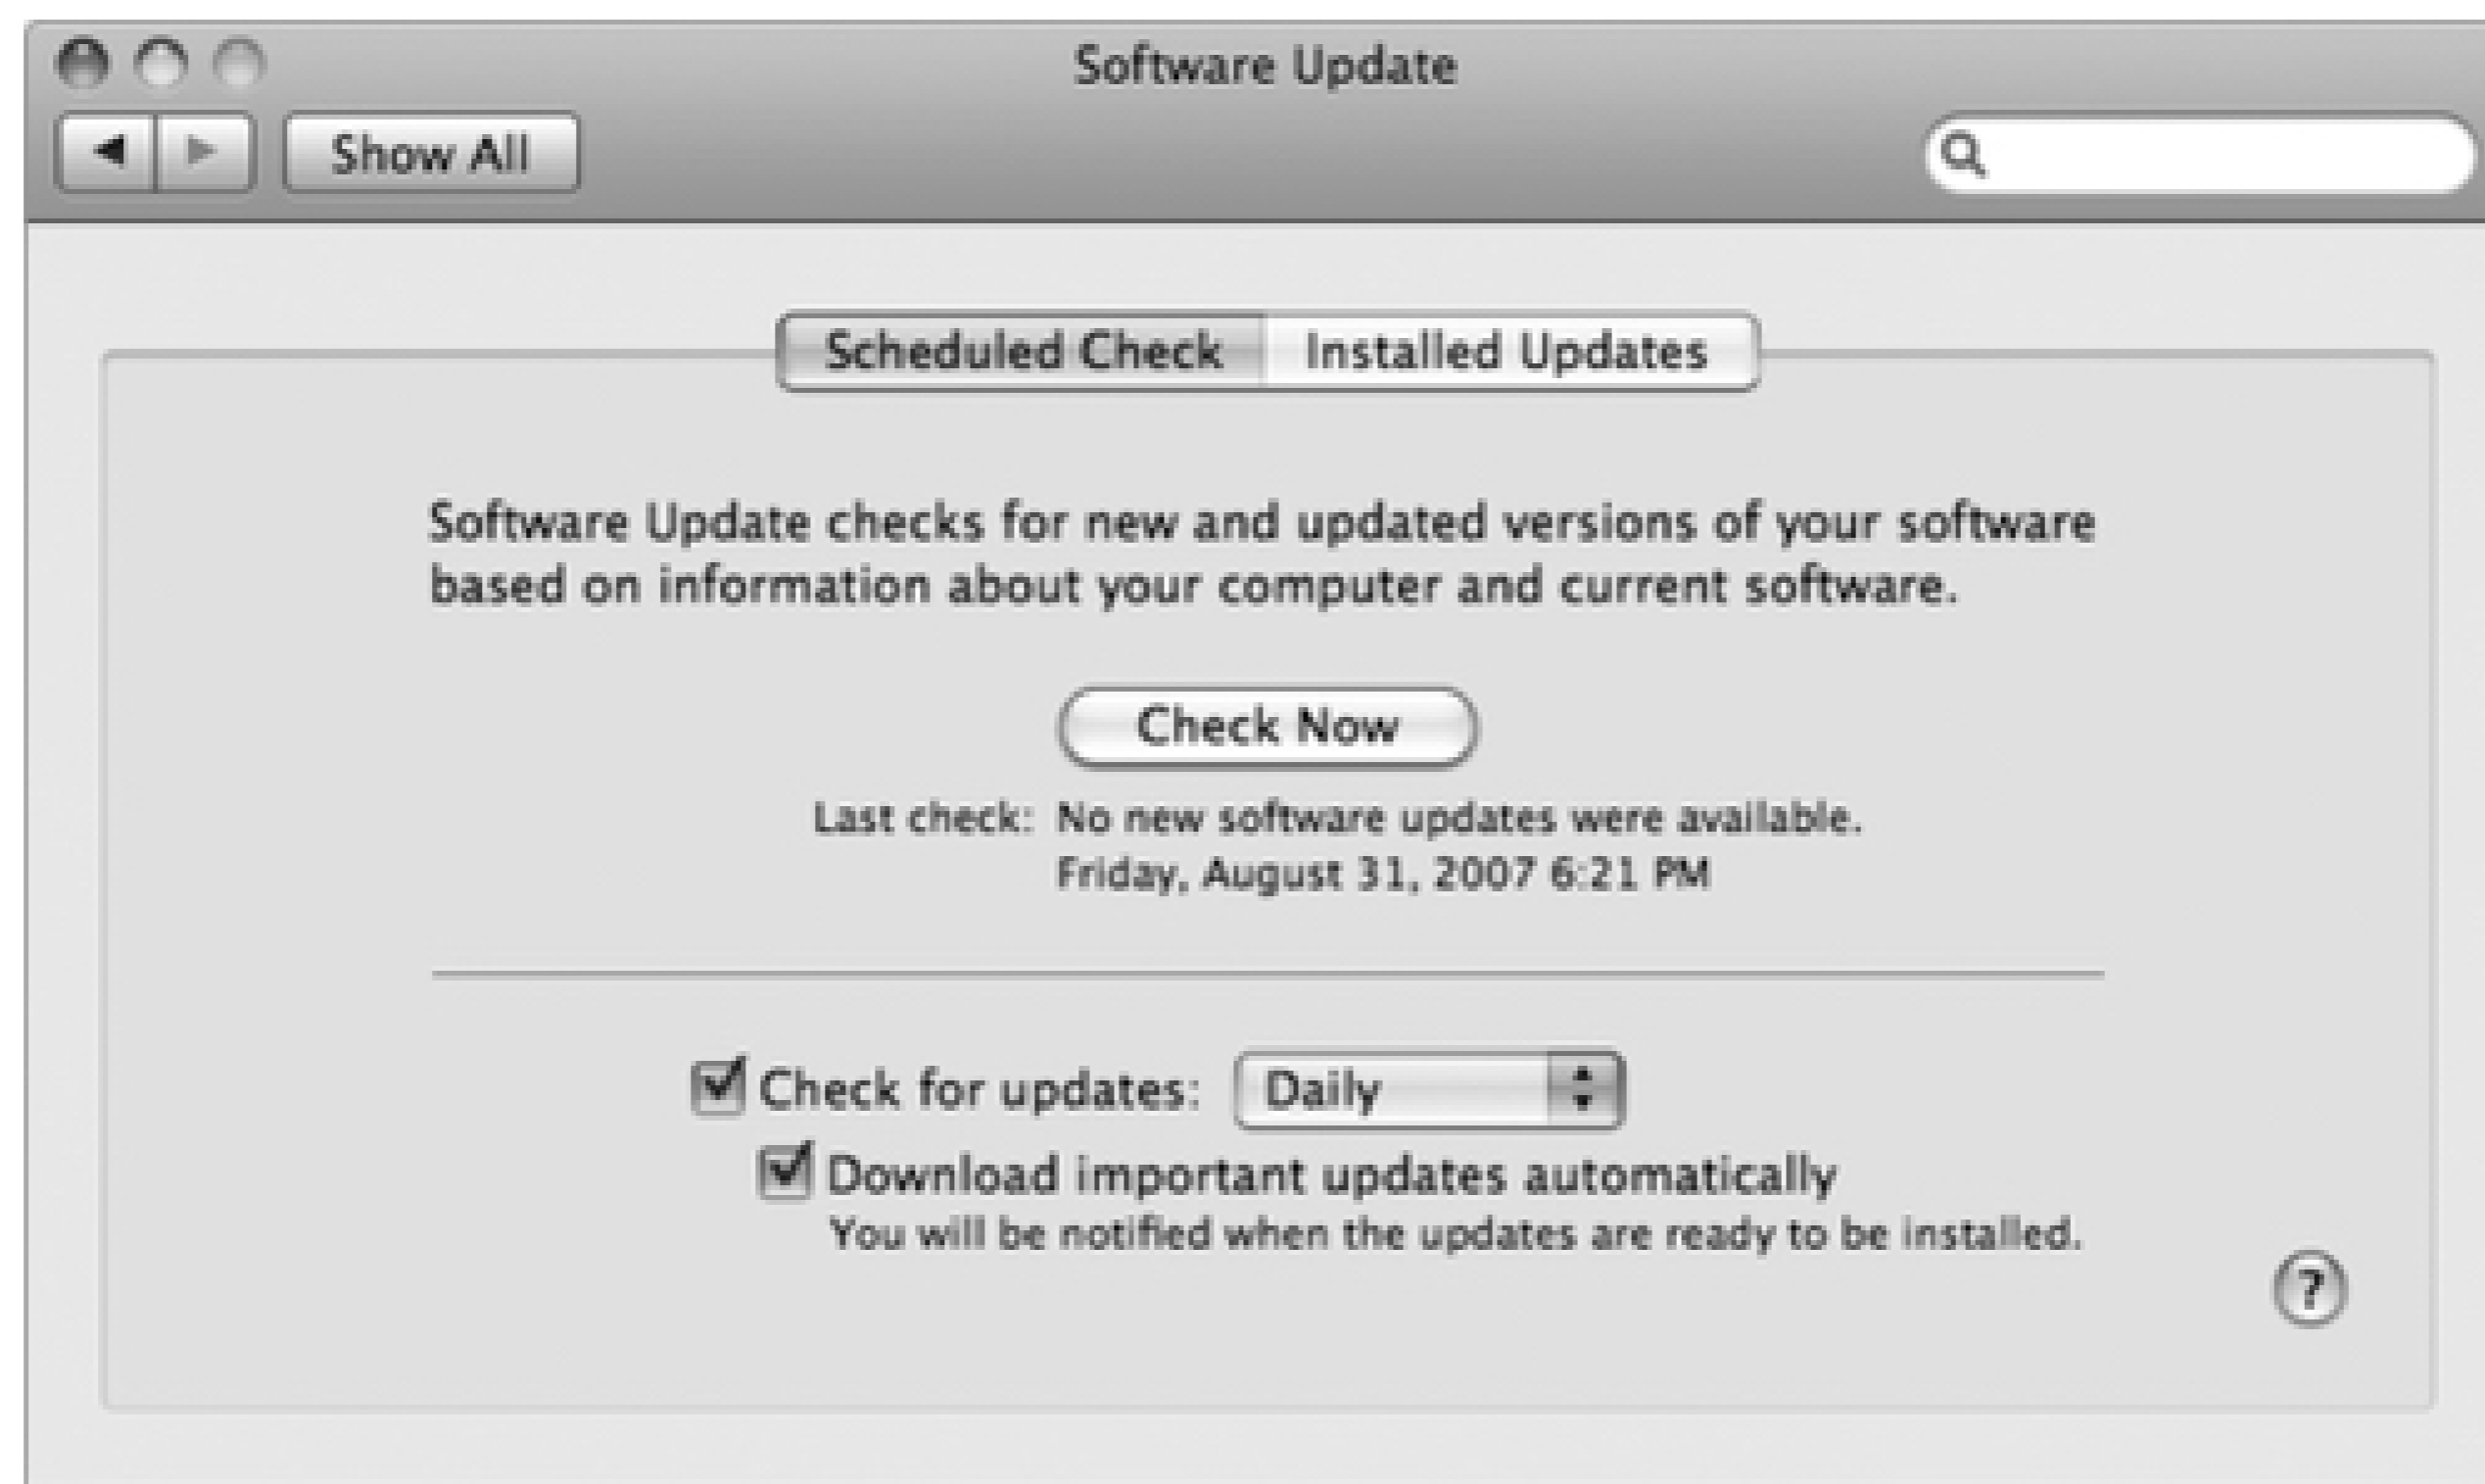 Software Update
Show All
Scheduled Check Installed Updates
Software Update checks for new and updated versions of your software
based on information about your computer and current software.
Check Now
Last check: No new software updates were available.
Friday, August 31, 2007 6:21 PM
Check for updates: Daily
Download important updates automatically
You will be notified when the updates are ready to be installed.
?